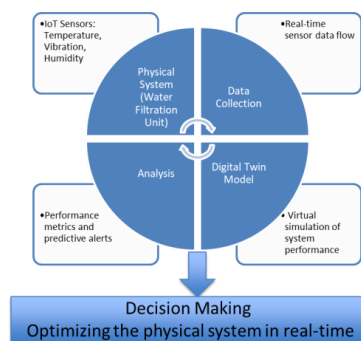 •IoT Sensors:
Temperature,
Vibration,
Humidity
•Real-time
sensor data flow
Physical
System
(Water
Filtration
Unit)
Data
Collection
Analysis
Digital Twin
Model
•Performance
metrics and
predictive alerts
•Virtual
simulation of
system
performance
Decision Making
Optimizing the physical system in real-time